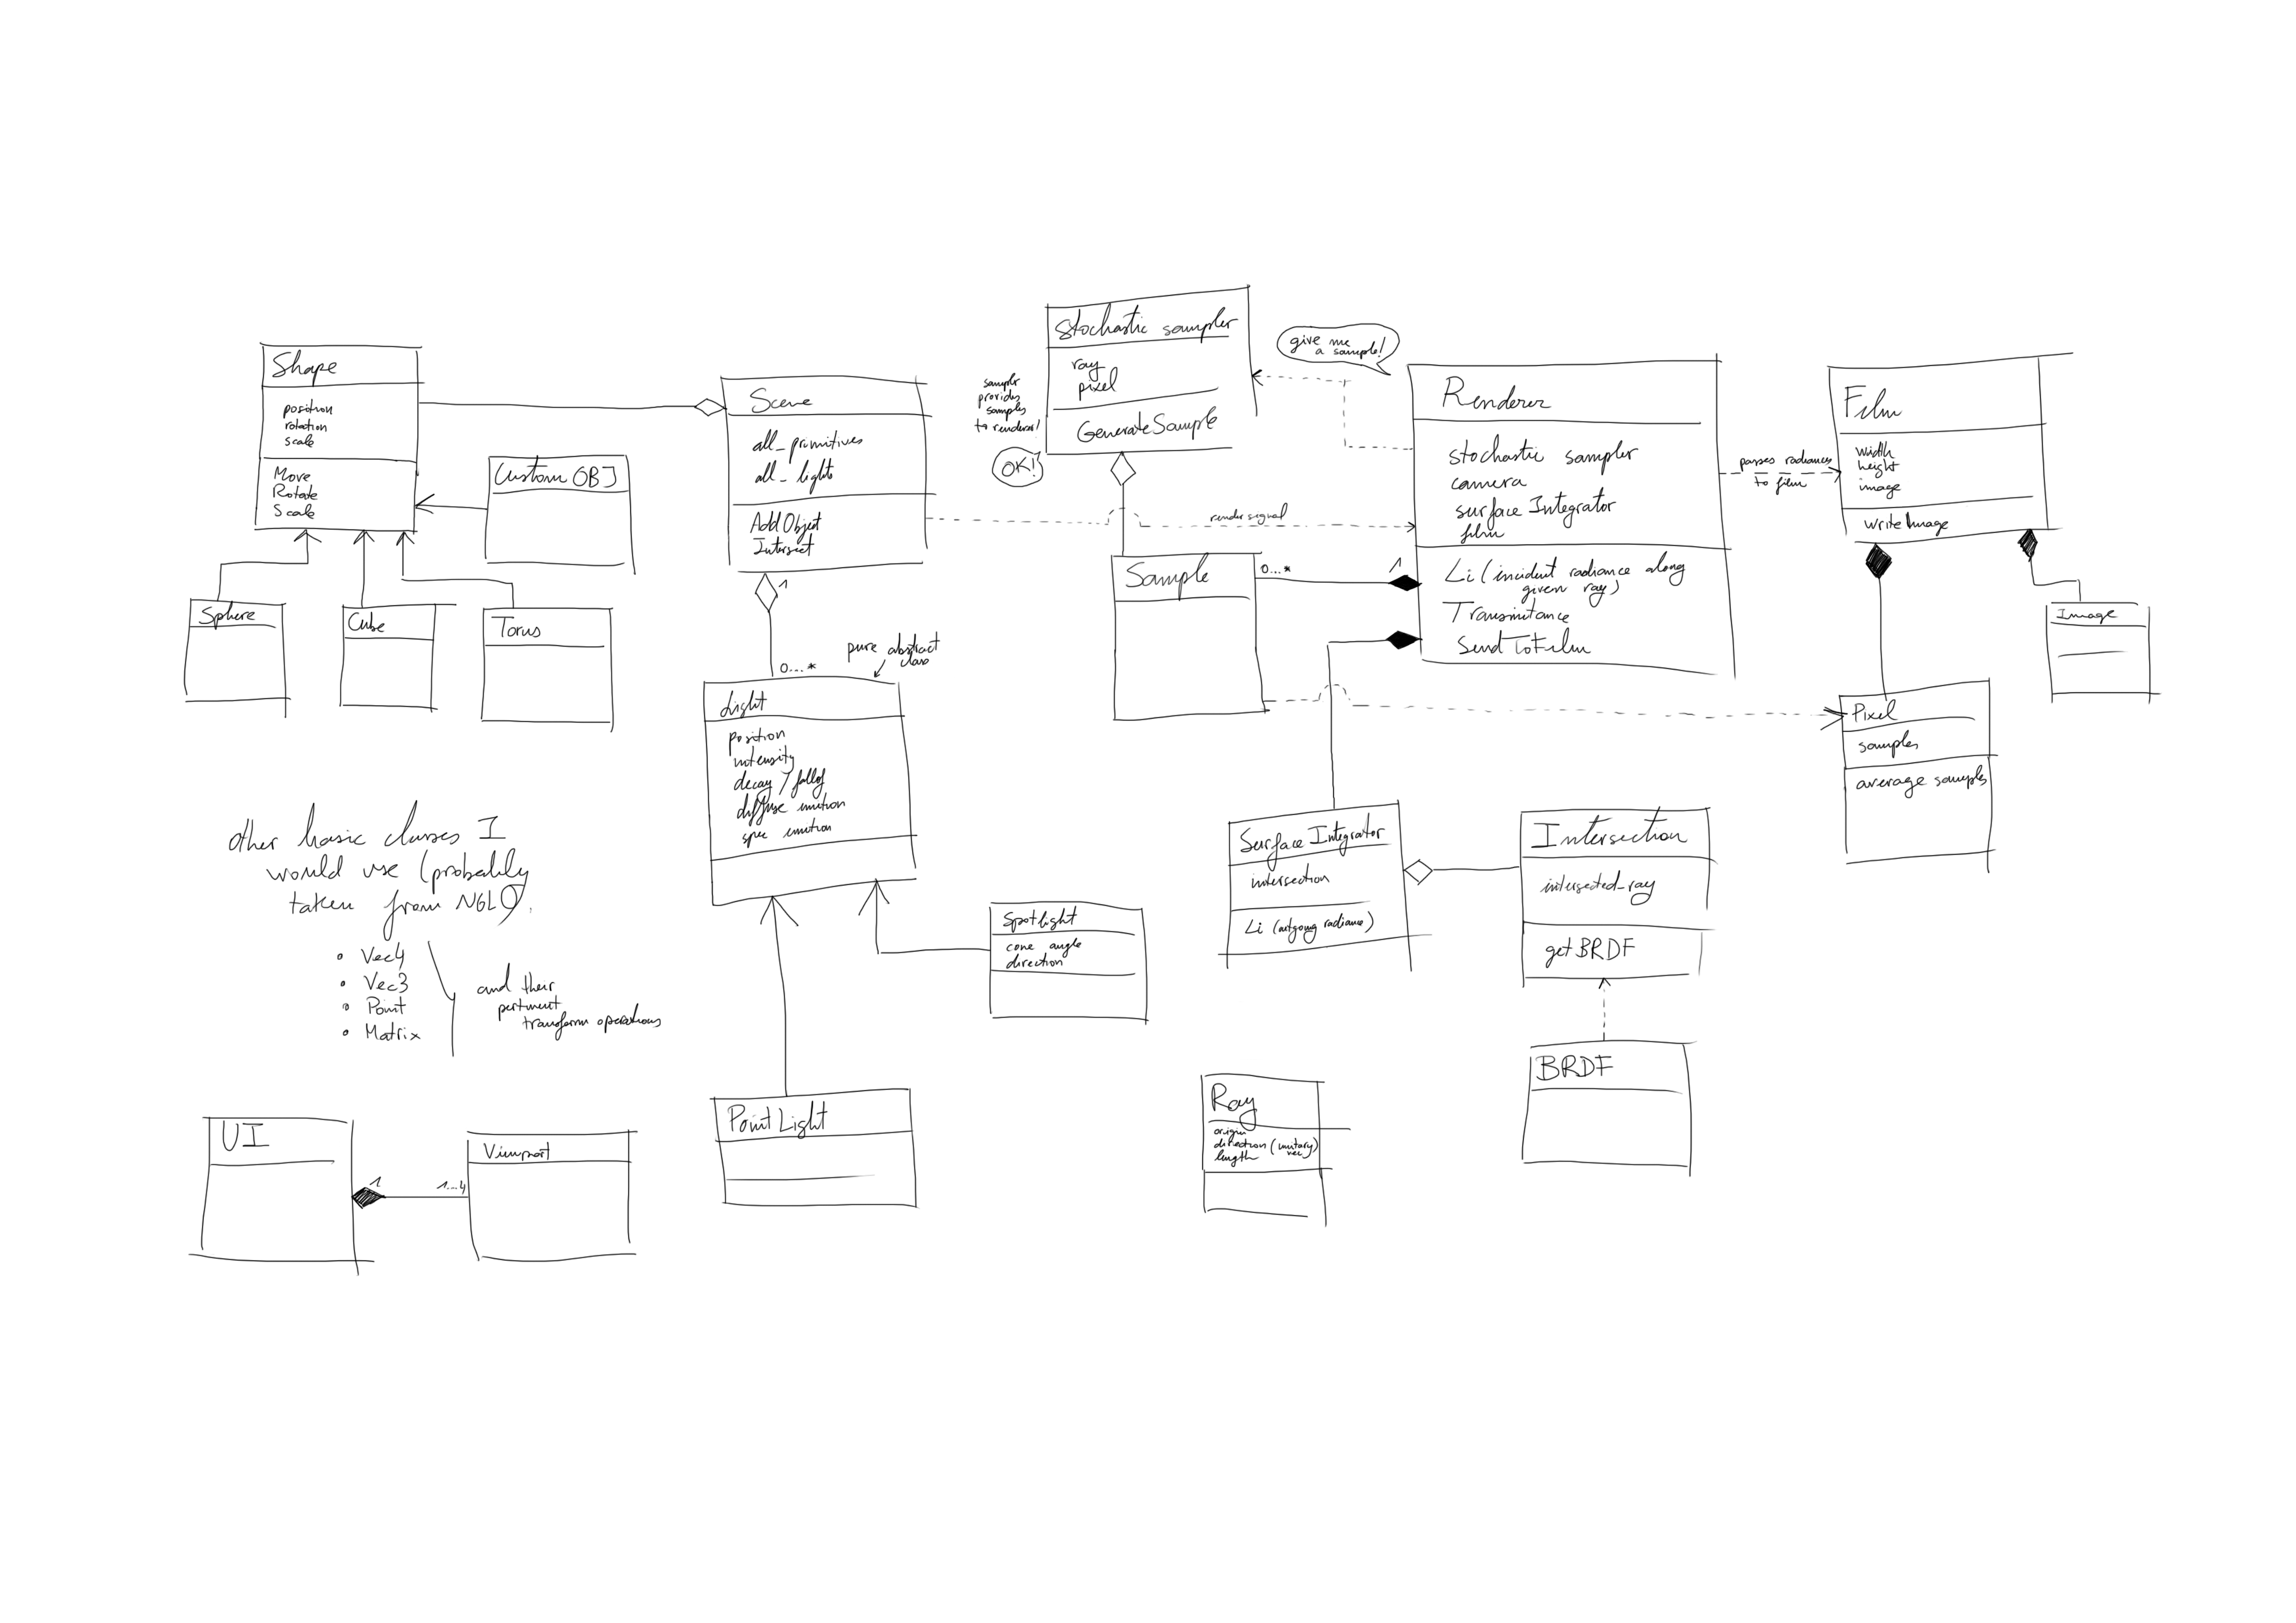 Shape
position
rotation
scale
Move
Rotate
Scale
Custom OBJ
Sphere
Cube
Torus
Scene
all_primitives
all_lights
AddObject
Intersect
1
0...*
pure abstract
class
Light
position
intensity
decay / falloff
diffuse emition
spec emition
Spotlight
cone angle
direction
Point Light
Stochastic sampler
ray
pixel
GenerateSample
sampler
provides
samples
to renderer!
OK!
give me
a sample!
render signal
Sample
0...*
1
Renderer
stochastic sampler
camera
surface Integrator
film
Li (incident radiance along
given ray)
Transmitance
SendToFilm
passes radiances
to film
Film
width
height
image
writeImage
Image
Pixel
samples
average samples
Surface Integrator
intersection
Li (outgoing radiance)
Intersection
intersected_ray
getBRDF
BRDF
Ray
origin
direction (unitary
vec)
length
other basic classes I
would use (probably
taken from NGL).
• Vec4
• Vec3
• Point
• Matrix
and their
pertinent
transform operations
UI
1
1...4
Viewport